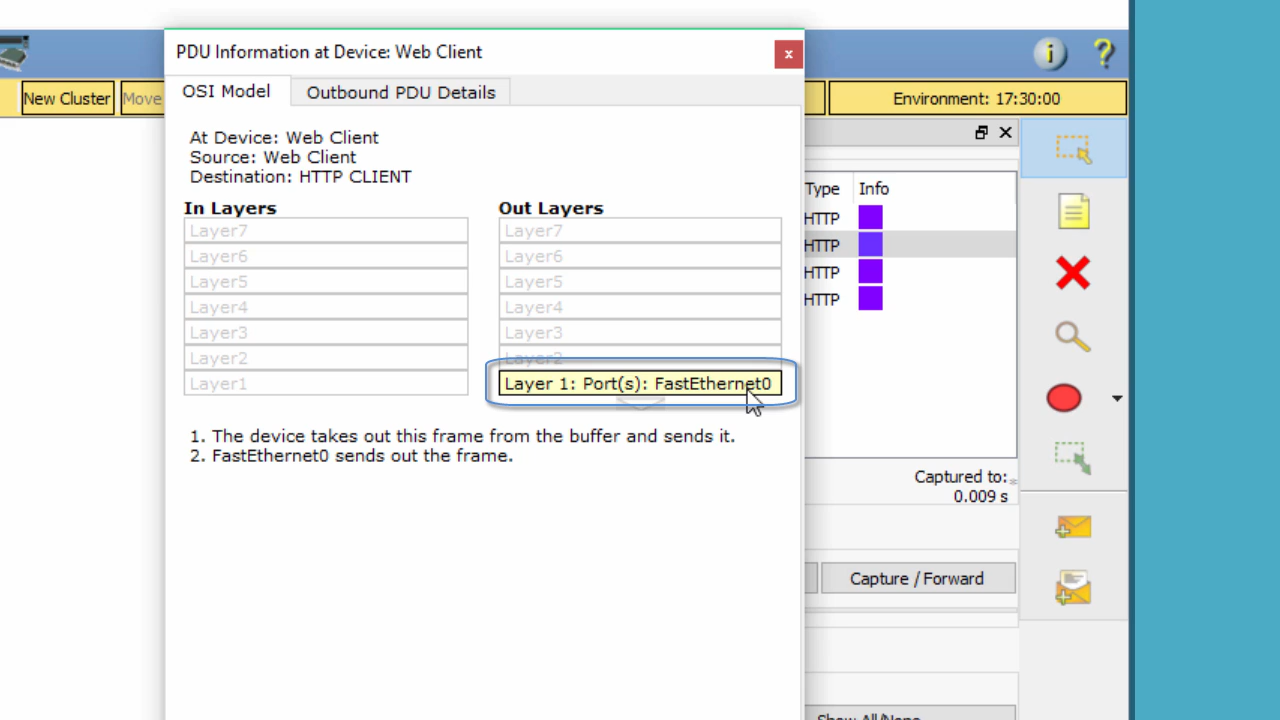 PDU Information at Device: Web Client
x
OSI Model
Outbound PDU Details
New Cluster
Move
Environment: 17:30:00
At Device: Web Client
Source: Web Client
Destination: HTTP CLIENT
In Layers
Out Layers
Layer7
Layer7
Layer6
Layer6
Layer5
Layer5
Layer4
Layer4
Layer3
Layer3
Layer2
Layer2
Layer1
Layer 1: Port(s): FastEthernet0
1. The device takes out this frame from the buffer and sends it.
2. FastEthernet0 sends out the frame.
Type
Info
HTTP
HTTP
HTTP
HTTP
Captured to:
0.009 s
Capture / Forward
Show All/None